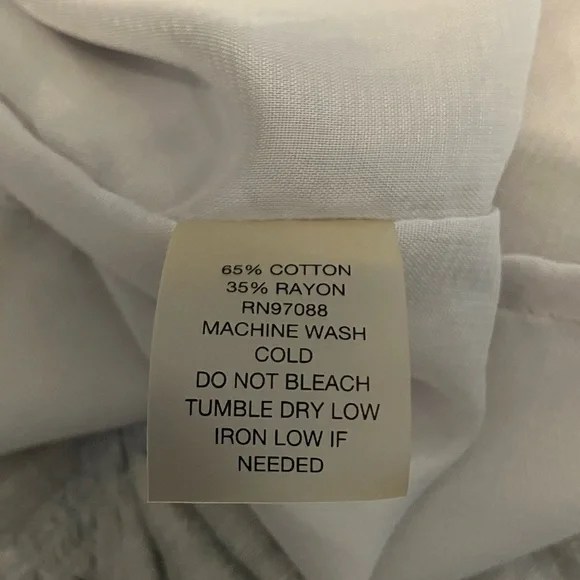 65% COTTON
35% RAYON
RN97088
MACHINE WASH
COLD
DO NOT BLEACH
TUMBLE DRY LOW
IRON LOW IF
NEEDED